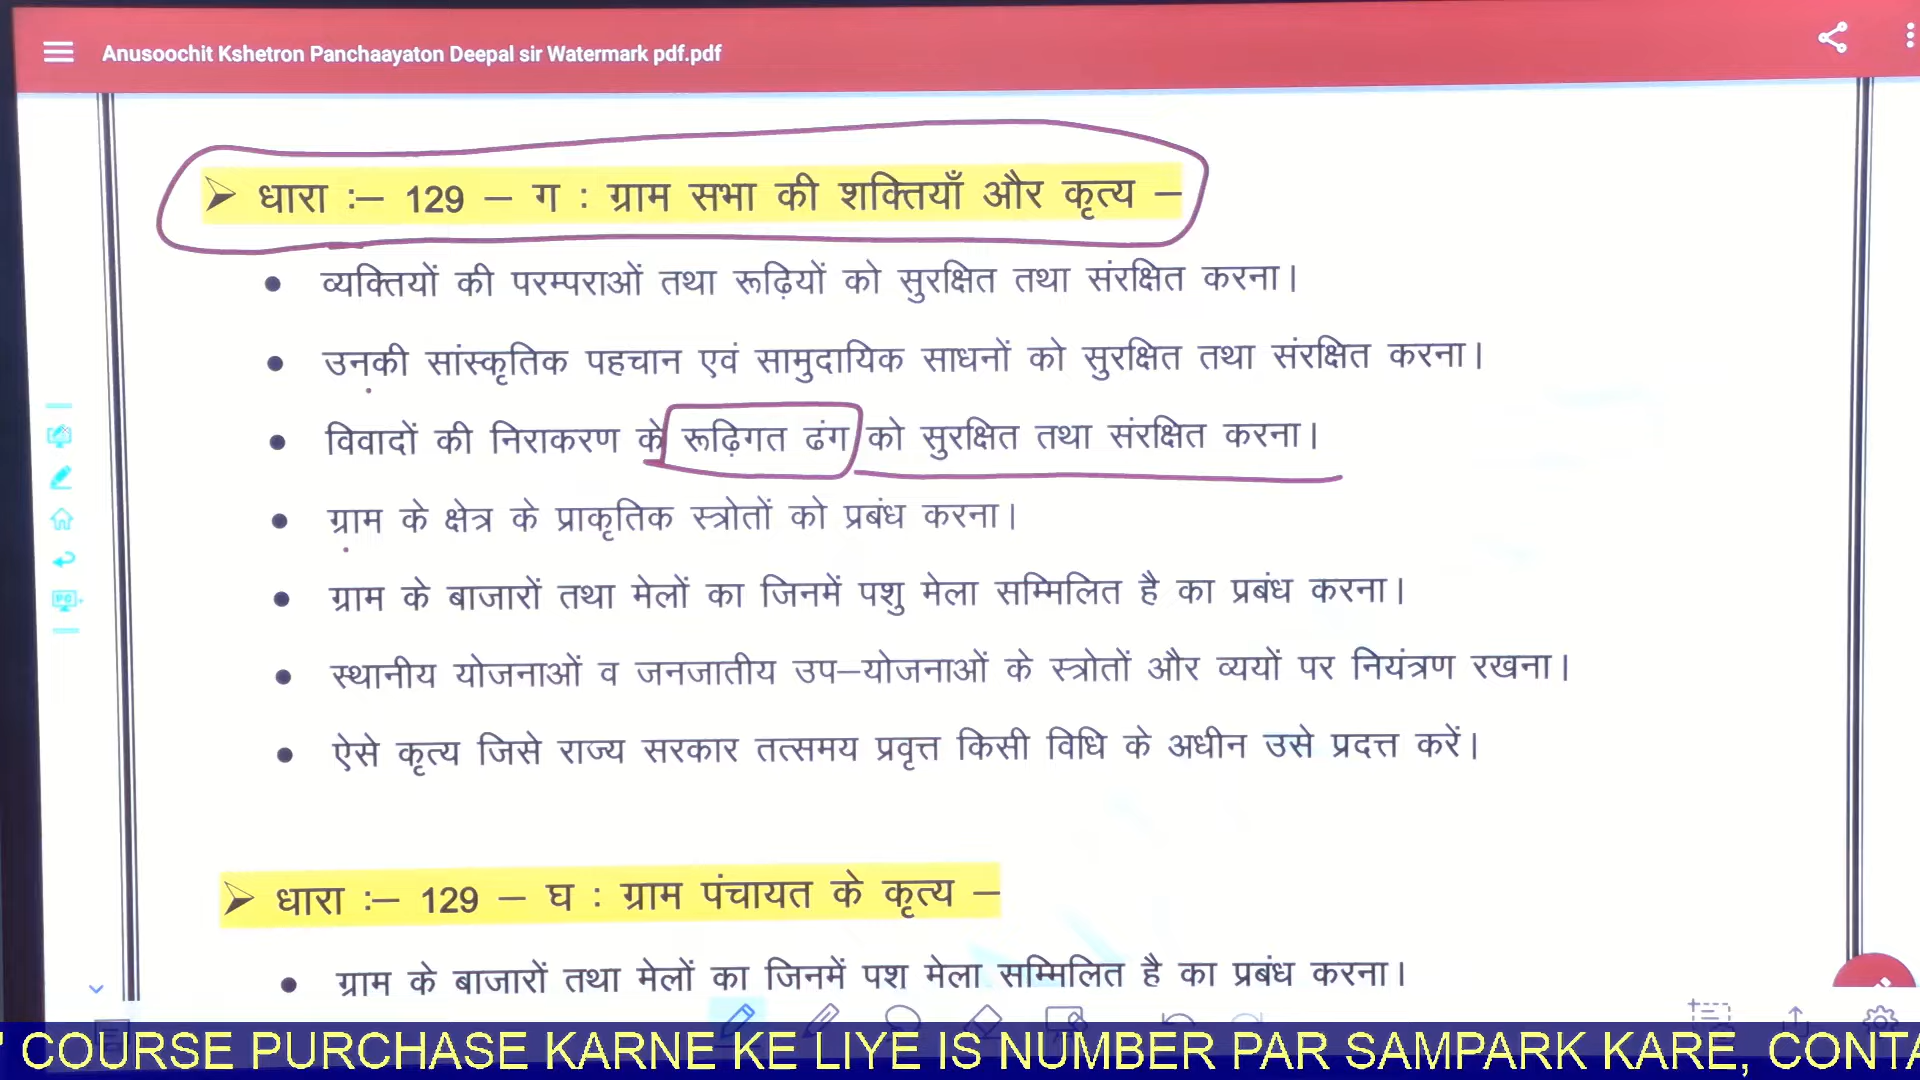 Anusoochit Kshetron Panchaayaton Deepal sir Watermark pdf.pdf
➢ धारा :– 129 – ग : ग्राम सभा की शक्तियाँ और कृत्य –
• व्यक्तियों की परम्पराओं तथा रूढ़ियों को सुरक्षित तथा संरक्षित करना।
• उनकी सांस्कृतिक पहचान एवं सामुदायिक साधनों को सुरक्षित तथा संरक्षित करना।
• विवादों की निराकरण के रूढ़िगत ढंग को सुरक्षित तथा संरक्षित करना।
• ग्राम के क्षेत्र के प्राकृतिक स्त्रोतों को प्रबंध करना।
• ग्राम के बाजारों तथा मेलों का जिनमें पशु मेला सम्मिलित है का प्रबंध करना।
• स्थानीय योजनाओं व जनजातीय उप–योजनाओं के स्त्रोतों और व्ययों पर नियंत्रण रखना।
• ऐसे कृत्य जिसे राज्य सरकार तत्समय प्रवृत्त किसी विधि के अधीन उसे प्रदत्त करें।
➢ धारा :– 129 – घ : ग्राम पंचायत के कृत्य –
• ग्राम के बाजारों तथा मेलों का जिनमें पशु मेला सम्मिलित है का प्रबंध करना।
COURSE PURCHASE KARNE KE LIYE IS NUMBER PAR SAMPARK KARE, CONTA